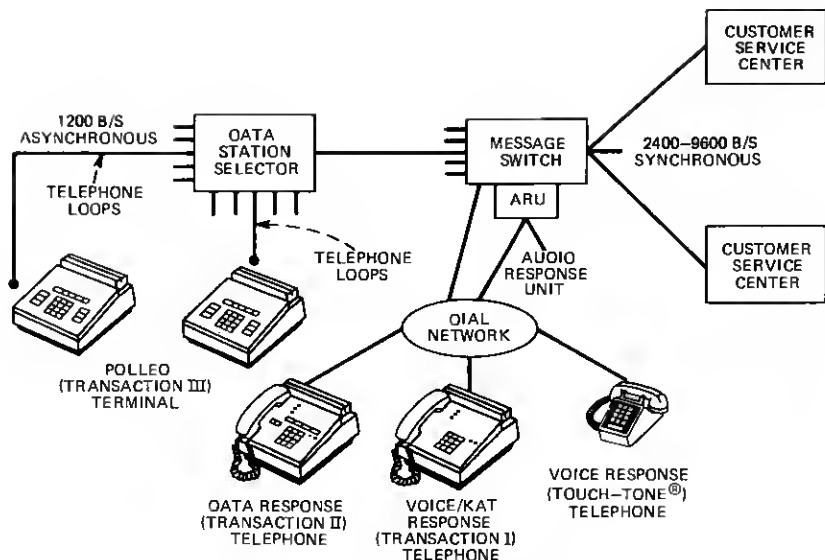 CUSTOMER
SERVICE
CENTER
1200 B/S
ASYNCHRONOUS
OATA
STATION
SELECTOR
MESSAGE
SWITCH
2400–9600 B/S
SYNCHRONOUS
TELEPHONE
LOOPS
ARU
TELEPHONE
LOOPS
AUDIO
RESPONSE
UNIT
CUSTOMER
SERVICE
CENTER
OIAL
NETWORK
POLLEO
(TRANSACTION III)
TERMINAL
OATA RESPONSE
(TRANSACTION II)
TELEPHONE
VOICE/KAT
RESPONSE
(TRANSACTION I)
TELEPHONE
VOICE RESPONSE
(TOUCH–TONE®)
TELEPHONE